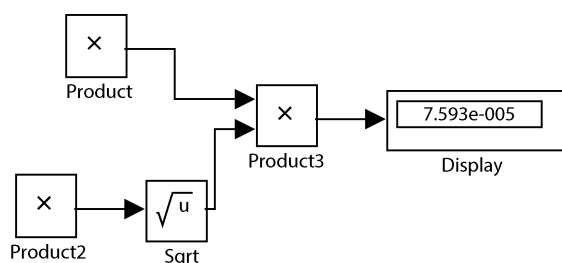 ×
Product
×
Product3
7.593e-005
Display
×
Product2
√u
Sqrt